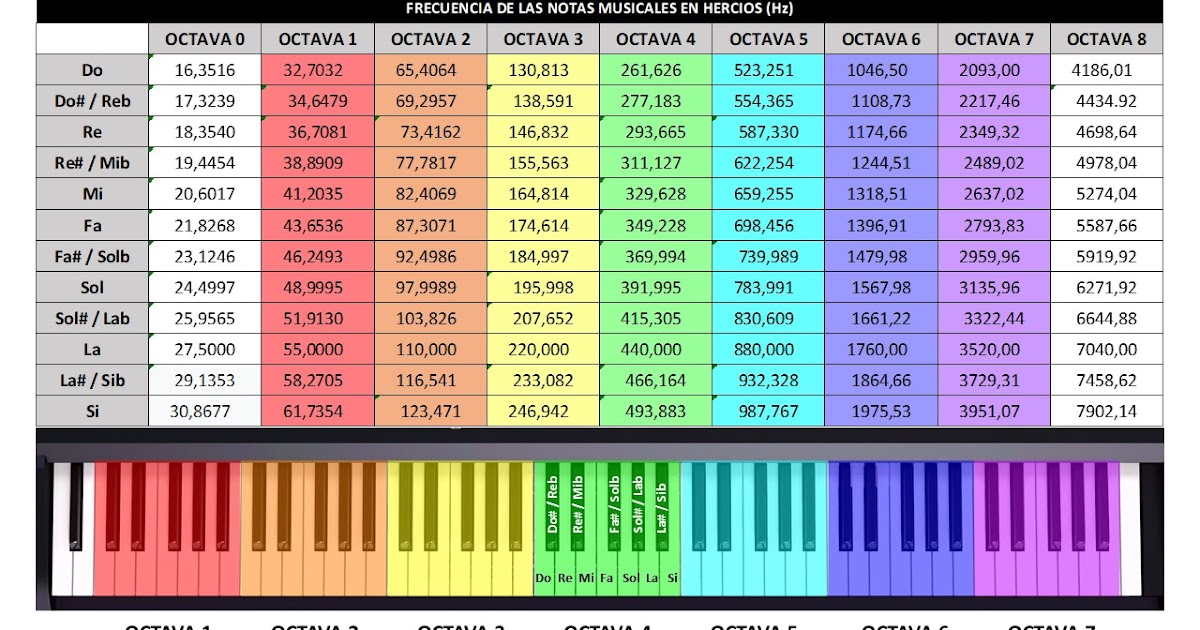 FRECUENCIA DE LAS NOTAS MUSICALES EN HERCIOS (Hz)
OCTAVA 0 OCTAVA 1 OCTAVA 2 OCTAVA 3 OCTAVA 4 OCTAVA 5 OCTAVA 6 OCTAVA 7 OCTAVA 8
Do 16,3516 32,7032 65,4064 130,813 261,626 523,251 1046,50 2093,00 4186,01
Do# / Reb 17,3239 34,6479 69,2957 138,591 277,183 554,365 1108,73 2217,46 4434.92
Re 18,3540 36,7081 73,4162 146,832 293,665 587,330 1174,66 2349,32 4698,64
Re# / Mib 19,4454 38,8909 77,7817 155,563 311,127 622,254 1244,51 2489,02 4978,04
Mi 20,6017 41,2035 82,4069 164,814 329,628 659,255 1318,51 2637,02 5274,04
Fa 21,8268 43,6536 87,3071 174,614 349,228 698,456 1396,91 2793,83 5587,66
Fa# / Solb 23,1246 46,2493 92,4986 184,997 369,994 739,989 1479,98 2959,96 5919,92
Sol 24,4997 48,9995 97,9989 195,998 391,995 783,991 1567,98 3135,96 6271,92
Sol# / Lab 25,9565 51,9130 103,826 207,652 415,305 830,609 1661,22 3322,44 6644,88
La 27,5000 55,0000 110,000 220,000 440,000 880,000 1760,00 3520,00 7040,00
La# / Sib 29,1353 58,2705 116,541 233,082 466,164 932,328 1864,66 3729,31 7458,62
Si 30,8677 61,7354 123,471 246,942 493,883 987,767 1975,53 3951,07 7902,14
Do# / Reb Re# / Mib Fa# / Solb Sol# / Lab La# / Sib
Do Re Mi Fa Sol La Si
OCTAVA 1 OCTAVA 2 OCTAVA 3 OCTAVA 4 OCTAVA 5 OCTAVA 6 OCTAVA 7